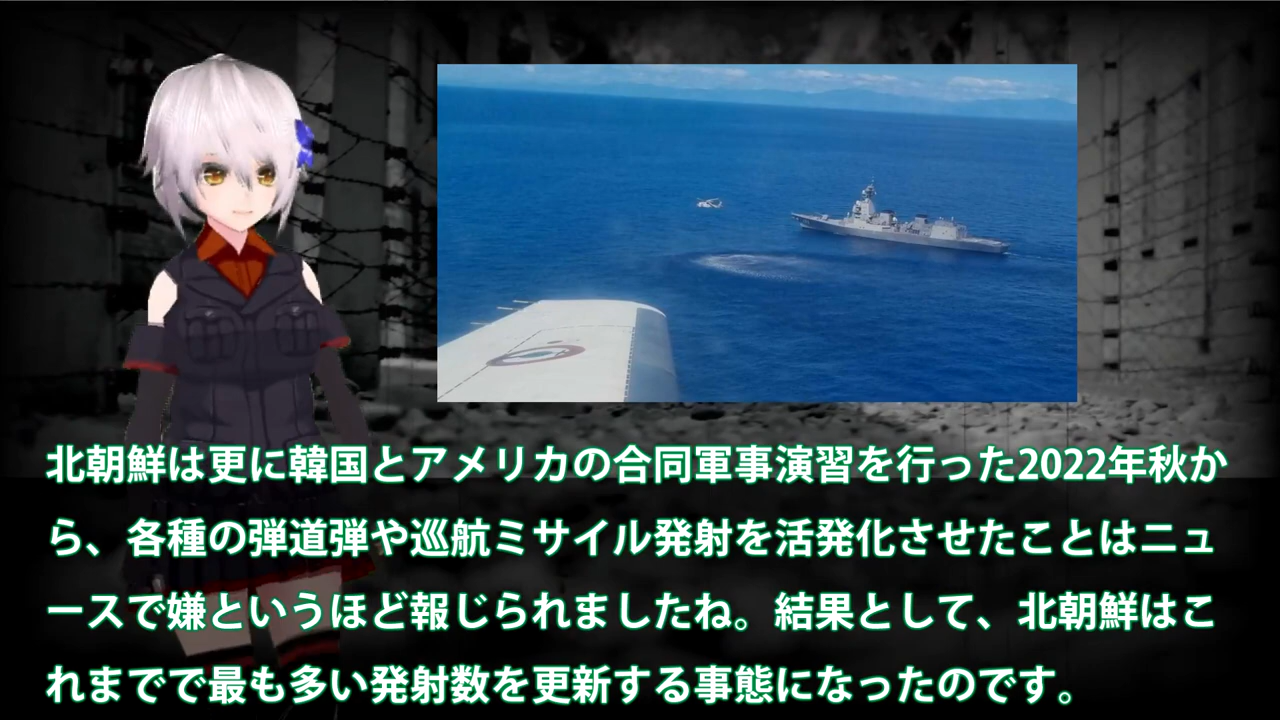 北朝鮮は更に韓国とアメリカの合同軍事演習を行った2022年秋か
ら、各種の弾道弾や巡航ミサイル発射を活発化させたことはニュ
ースで嫌というほど報じられましたね。結果として、北朝鮮はこ
れまでで最も多い発射数を更新する事態になったのです。